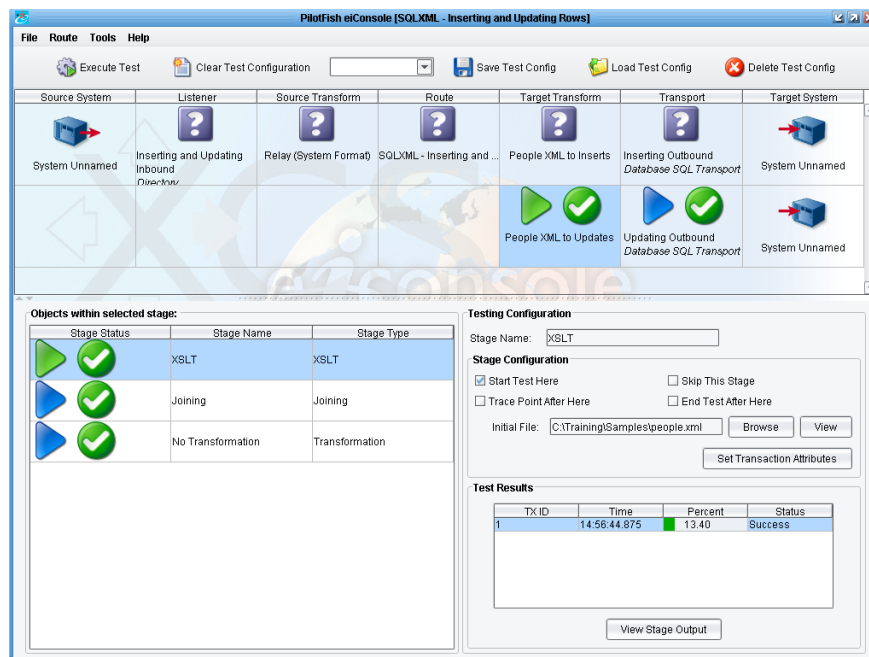 PilotFish eiConsole [SQLXML - Inserting and Updating Rows]
File Route Tools Help
Execute Test Clear Test Configuration Save Test Config Load Test Config Delete Test Config
Source System Listener Source Transform Route Target Transform Transport Target System
System Unnamed
Inserting and Updating
Inbound
Directory
Relay (System Format)
SQLXML - Inserting and ...
People XML to Inserts
Inserting Outbound
Database SQL Transport
System Unnamed
People XML to Updates
Updating Outbound
Database SQL Transport
System Unnamed
XCS
eiconsole
Objects within selected stage:
Stage Status Stage Name Stage Type
XSLT XSLT
Joining Joining
No Transformation Transformation
Testing Configuration
Stage Name: XSLT
Stage Configuration
Start Test Here Skip This Stage
Trace Point After Here End Test After Here
Initial File: C:\Training\Samples\people.xml Browse View
Set Transaction Attributes
Test Results
TX ID Time Percent Status
1 14:56:44.875 13.40 Success
View Stage Output